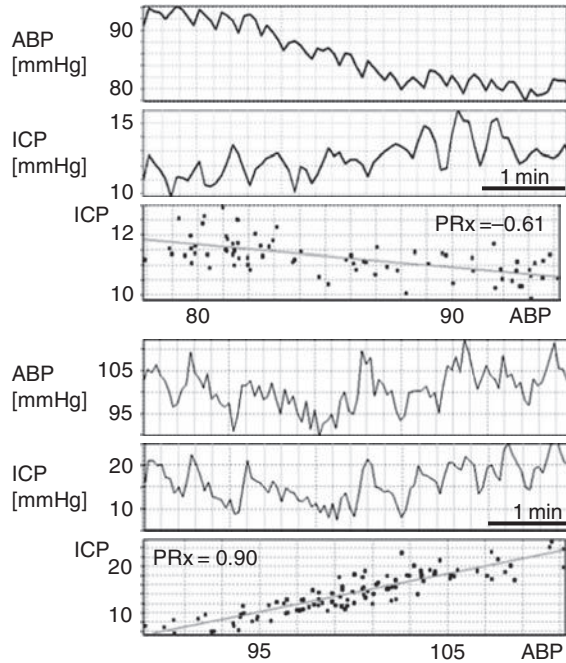 ABP
[mmHg]
90
80
ICP
[mmHg]
15
10
1 min
ICP
12
10
PRx =–0.61
80
90
ABP
ABP
[mmHg]
105
95
ICP
[mmHg]
20
10
1 min
ICP
20
10
PRx = 0.90
95
105
ABP